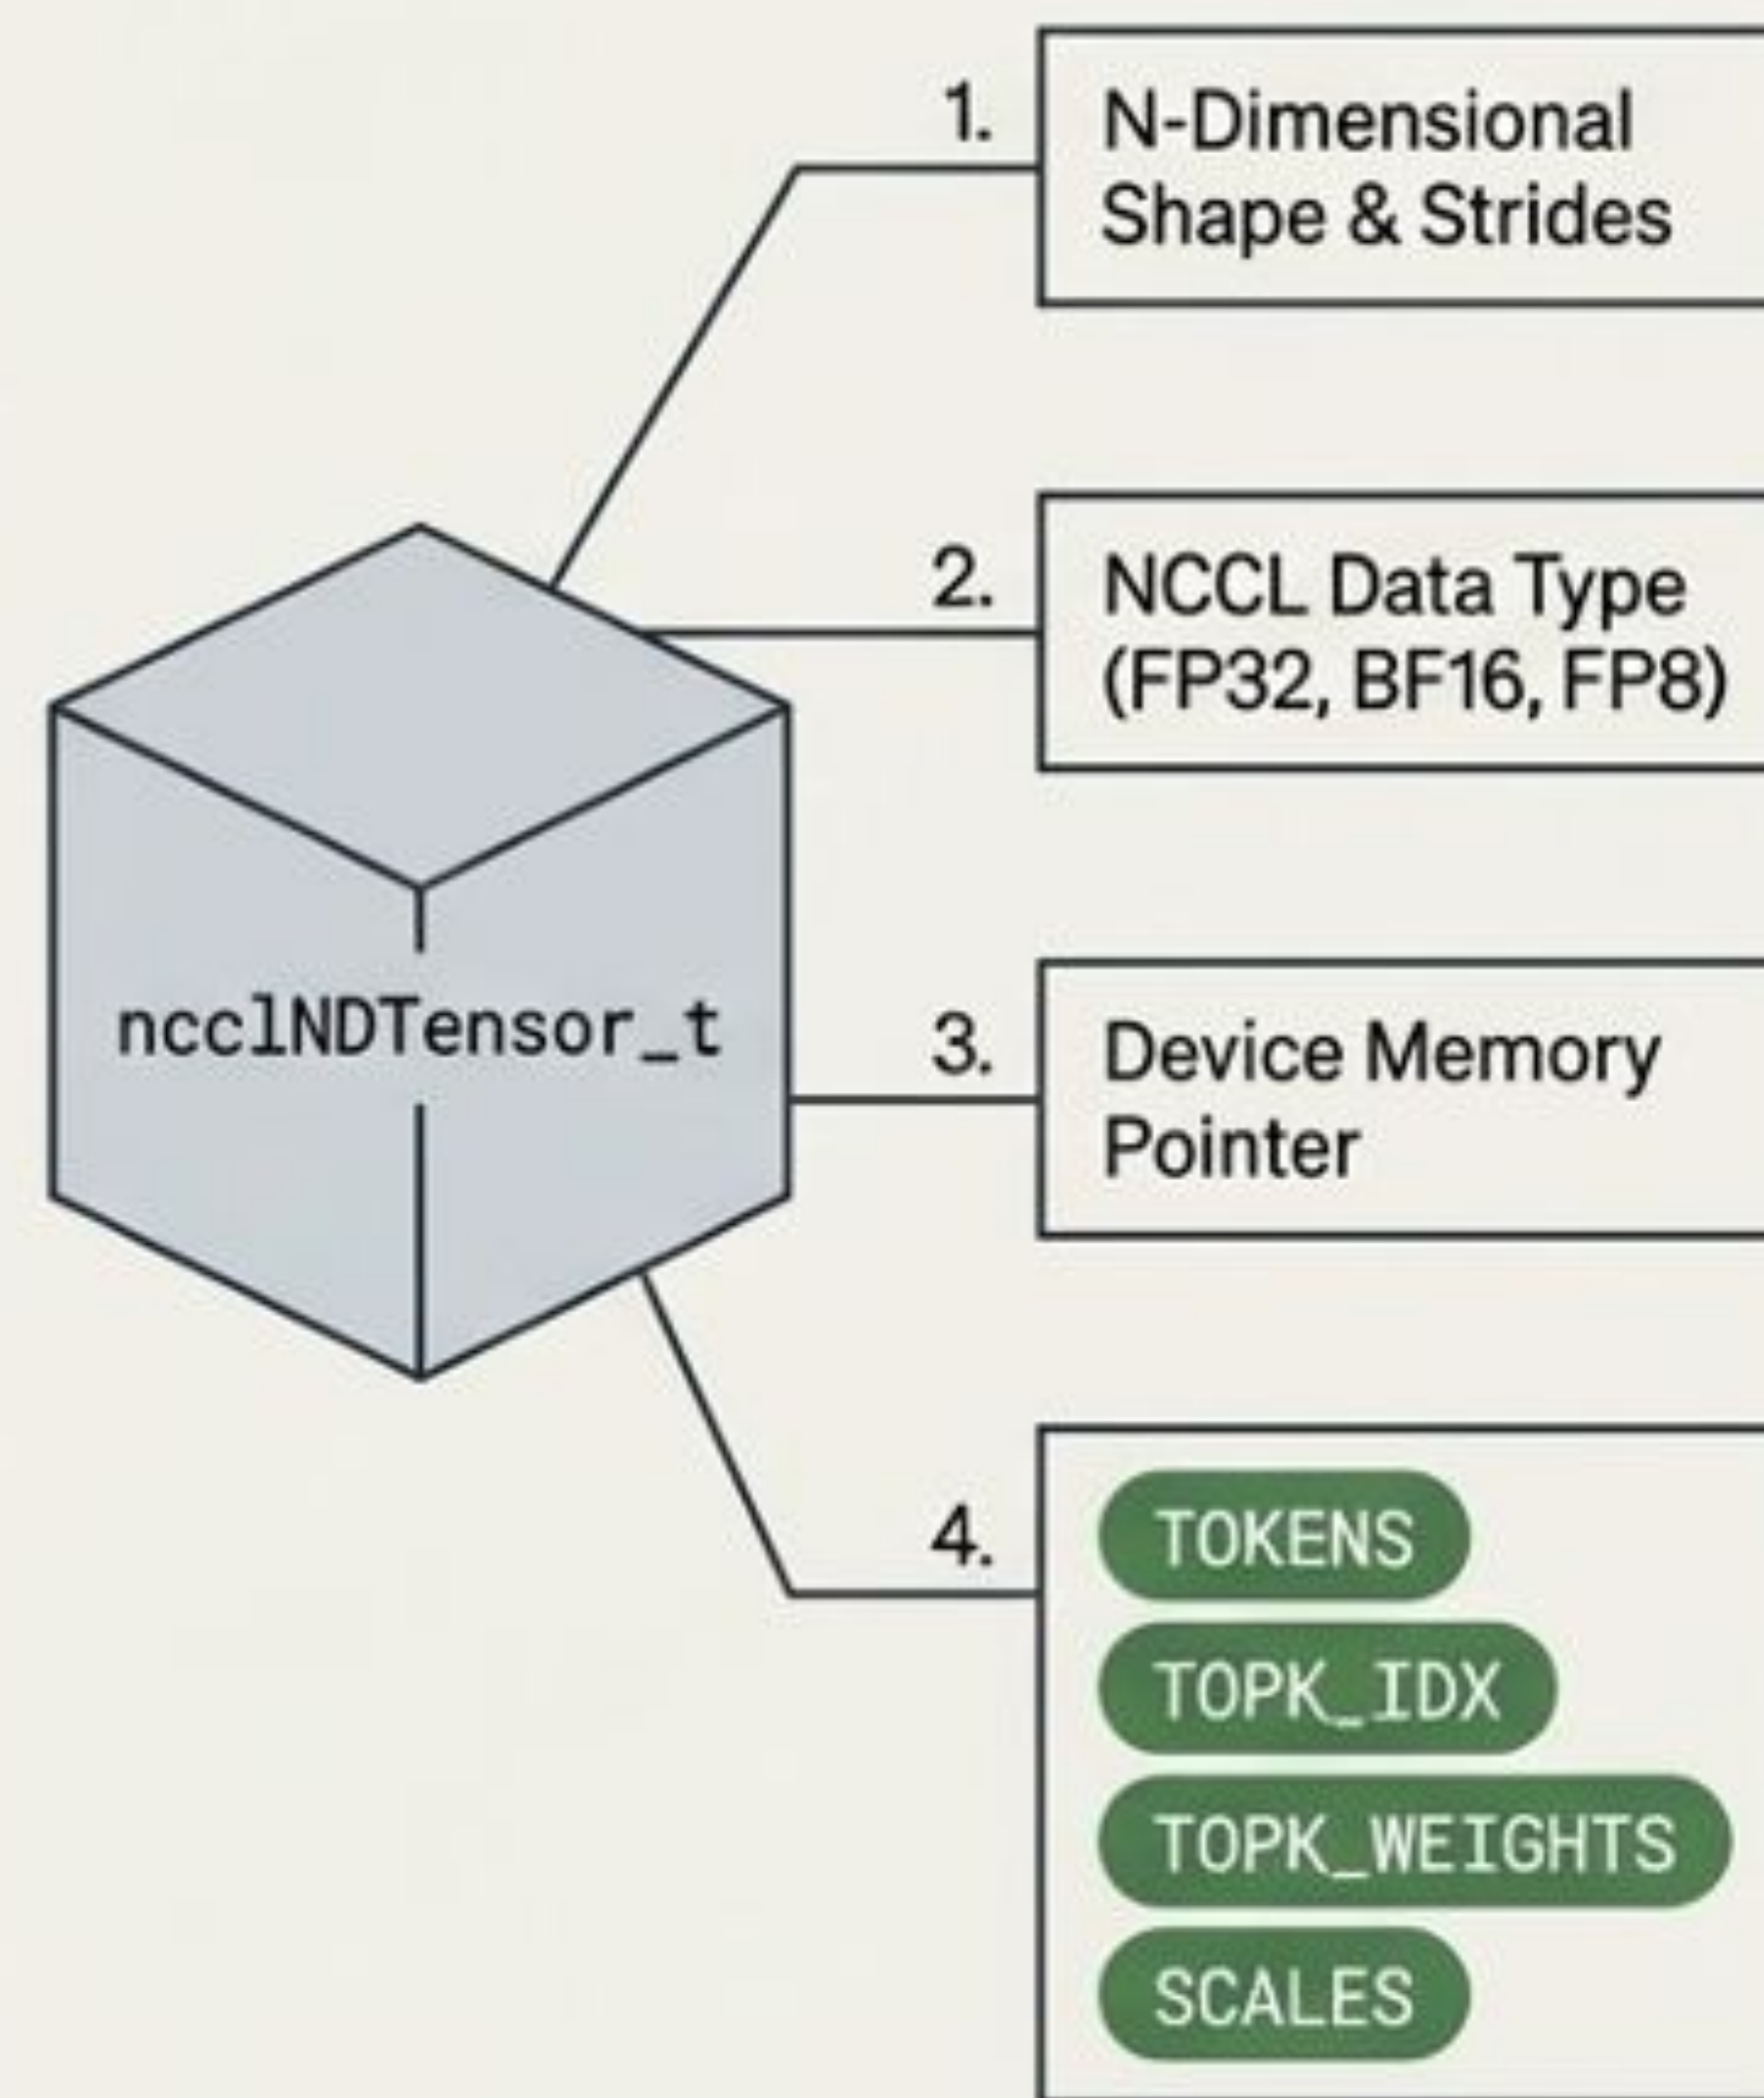 1.
N-Dimensional
Shape & Strides
2.
NCCL Data Type
(FP32, BF16, FP8)
ncclNDTensor_t
3.
Device Memory
Pointer
4.
TOKENS
TOPK_IDX
TOPK_WEIGHTS
SCALES